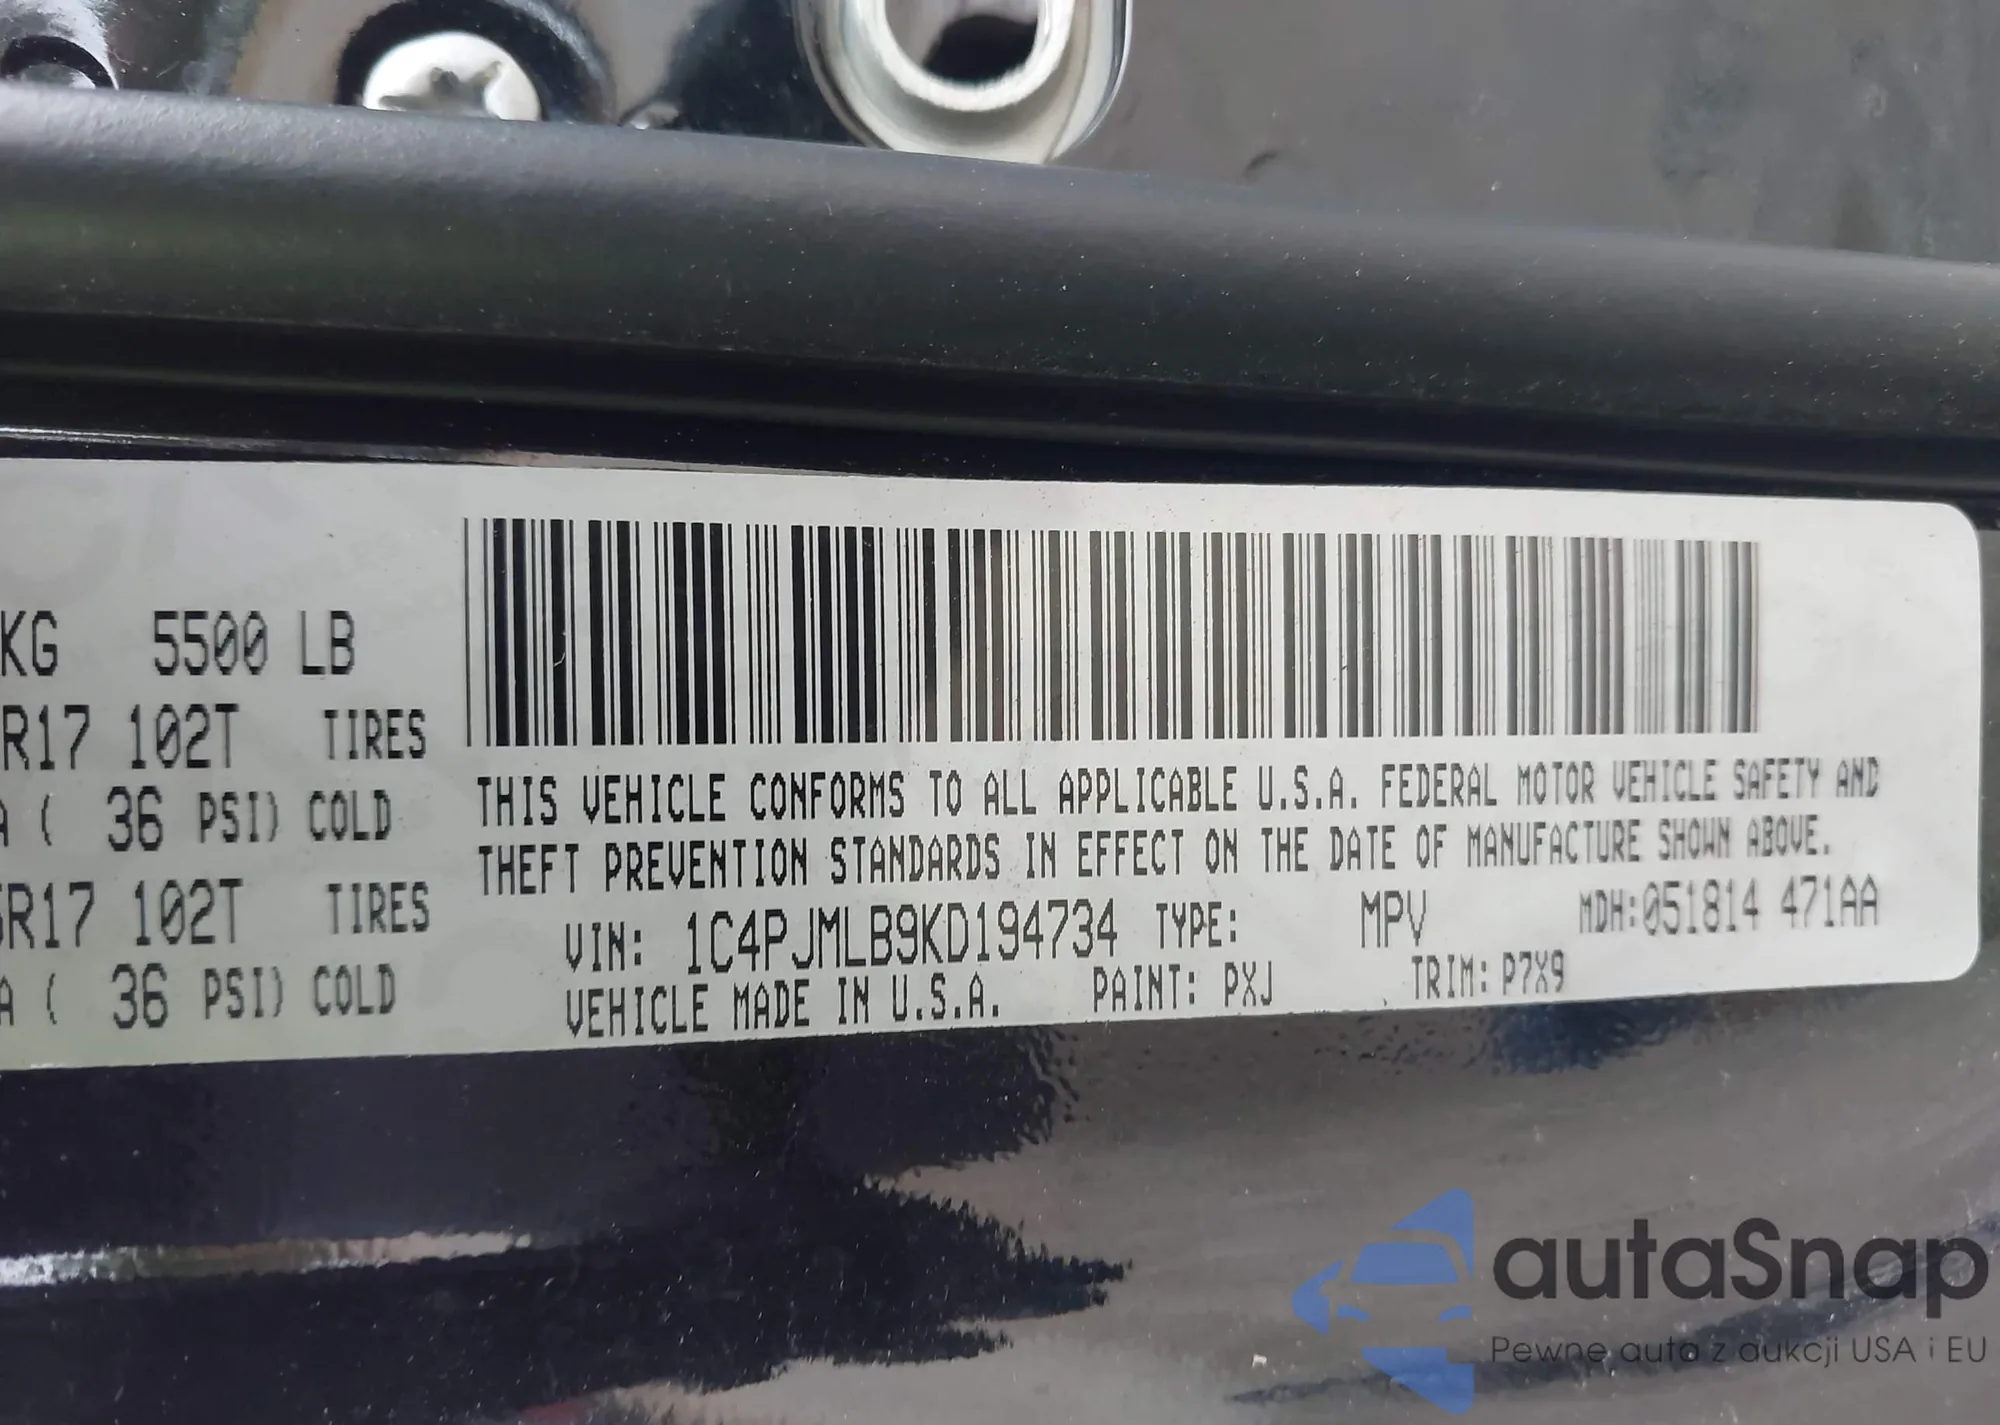 KG 5500 LB
R17 102T TIRES
A ( 36 PSI) COLD
5R17 102T TIRES
A ( 36 PSI) COLD
THIS VEHICLE CONFORMS TO ALL APPLICABLE U.S.A. FEDERAL MOTOR VEHICLE SAFETY AND
THEFT PREVENTION STANDARDS IN EFFECT ON THE DATE OF MANUFACTURE SHOWN ABOVE.
VIN: 1C4PJMLB9KD194734 TYPE: MPV MDH:051814 471AA
VEHICLE MADE IN U.S.A. PAINT: PXJ TRIM: P7X9
autaSnap
Pewne auta z aukcji USA i EU